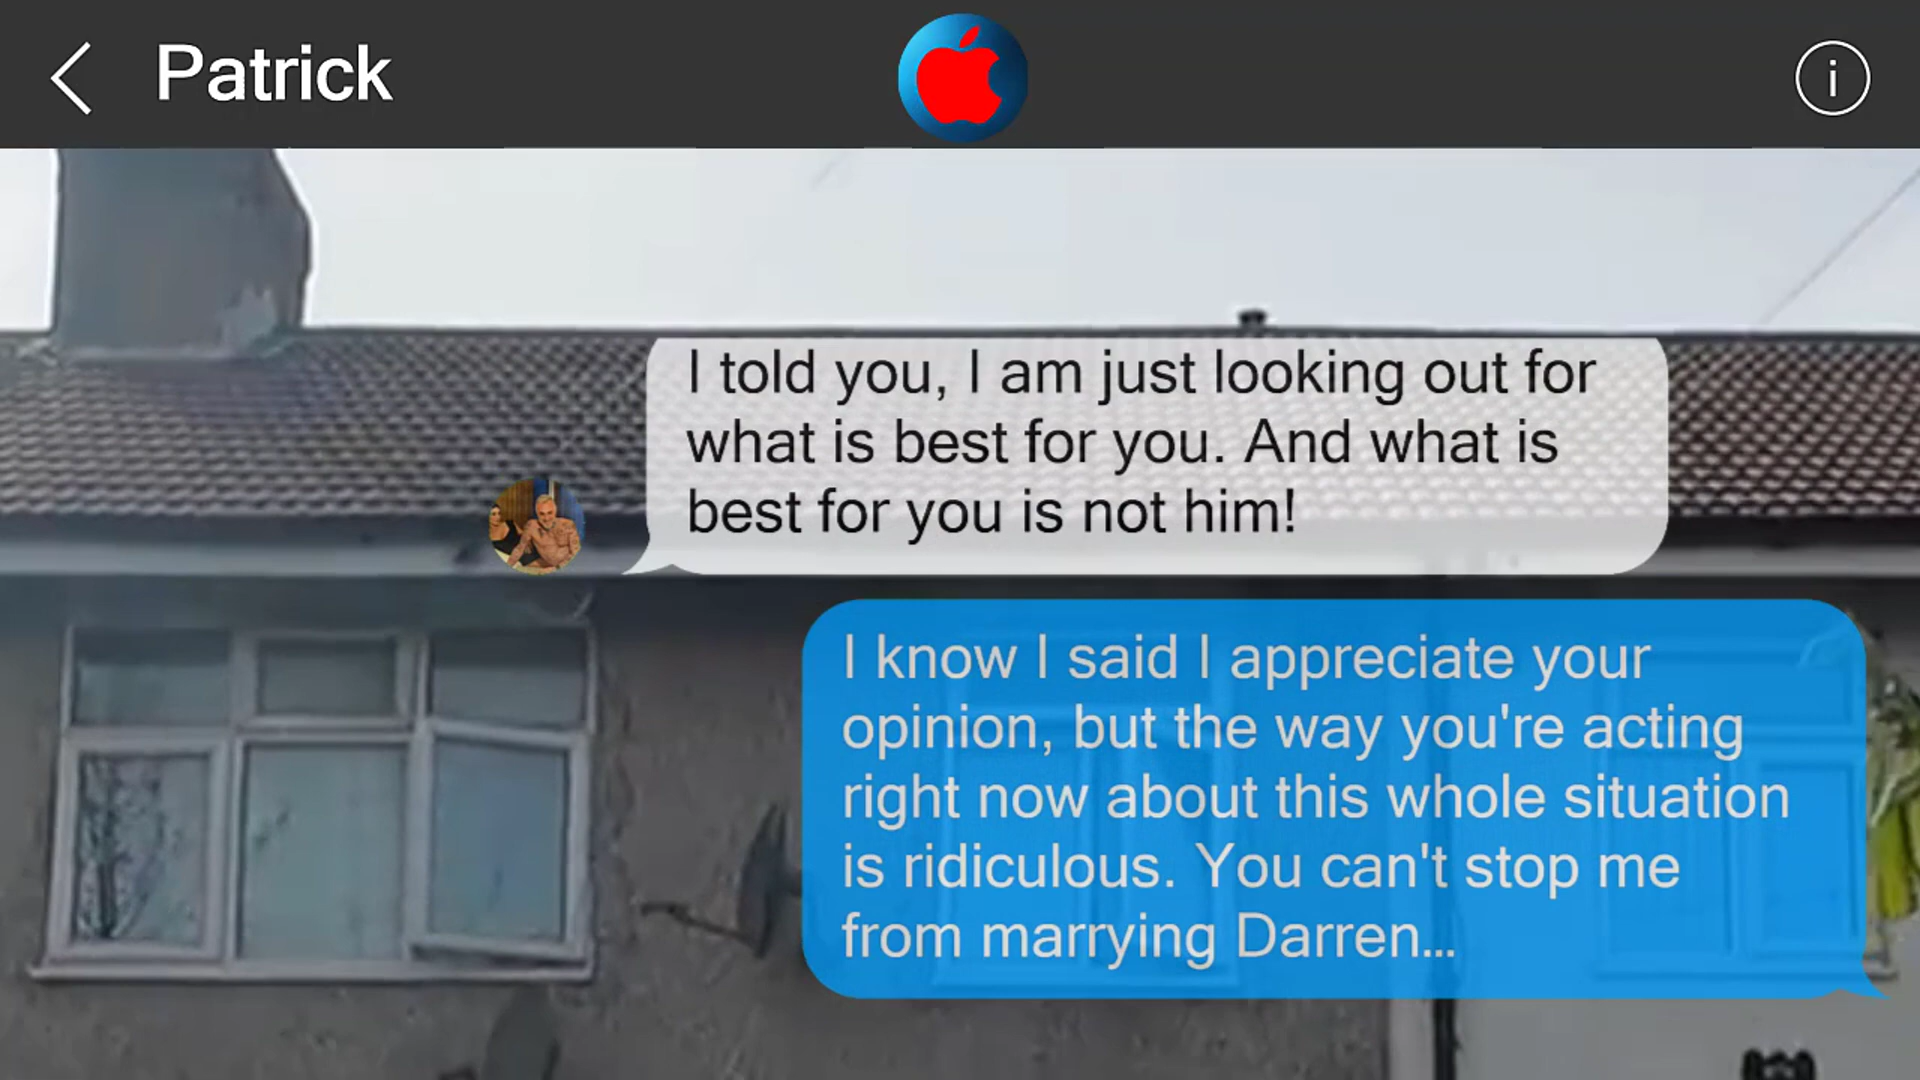 Patrick
I told you, I am just looking out for
what is best for you. And what is
best for you is not him!
I know I said I appreciate your
opinion, but the way you're acting
right now about this whole situation
is ridiculous. You can't stop me
from marrying Darren...